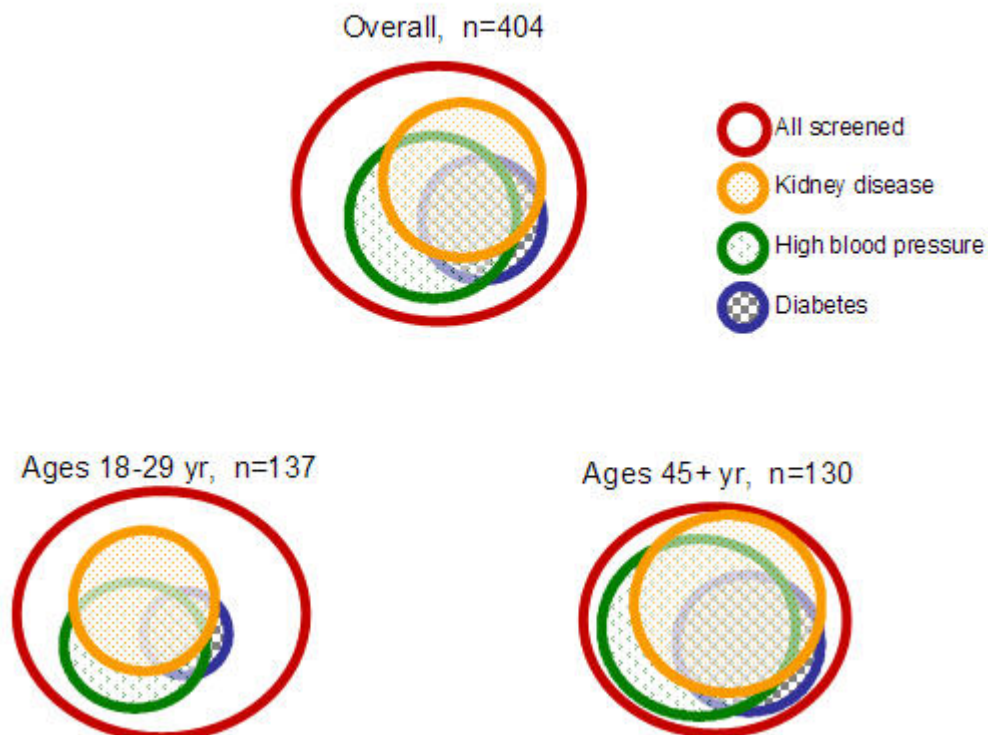 Overall, n=404
All screened
Kidney disease
High blood pressure
Diabetes
Ages 18-29 yr, n=137
Ages 45+ yr, n=130